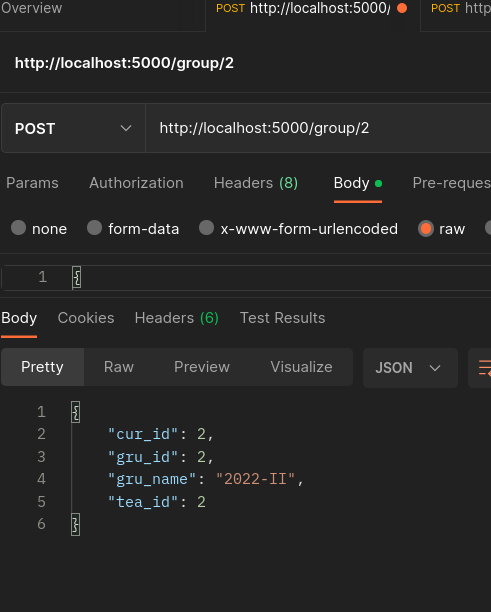 Overview POST http://localhost:5000/ POST http
http://localhost:5000/group/2
POST http://localhost:5000/group/2
Params Authorization Headers (8) Body Pre-reques
none form-data x-www-form-urlencoded raw
1 {
Body Cookies Headers (6) Test Results
Pretty Raw Preview Visualize JSON
1 {
2 "cur_id": 2,
3 "gru_id": 2,
4 "gru_name": "2022-II",
5 "tea_id": 2
6 }